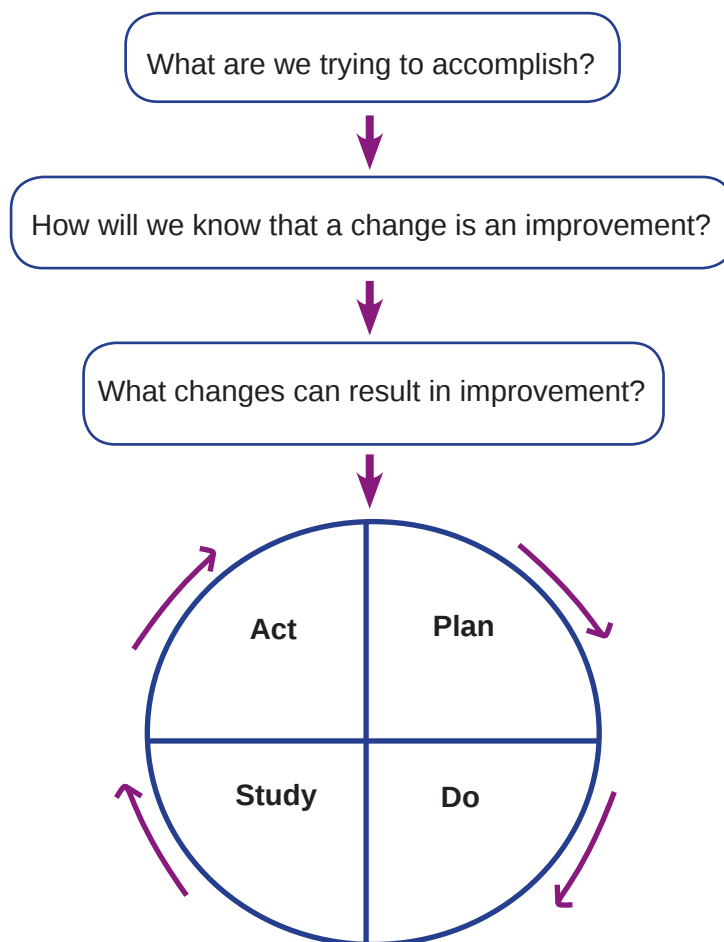 What are we trying to accomplish?
How will we know that a change is an improvement?
What changes can result in improvement?
Act
Plan
Study
Do